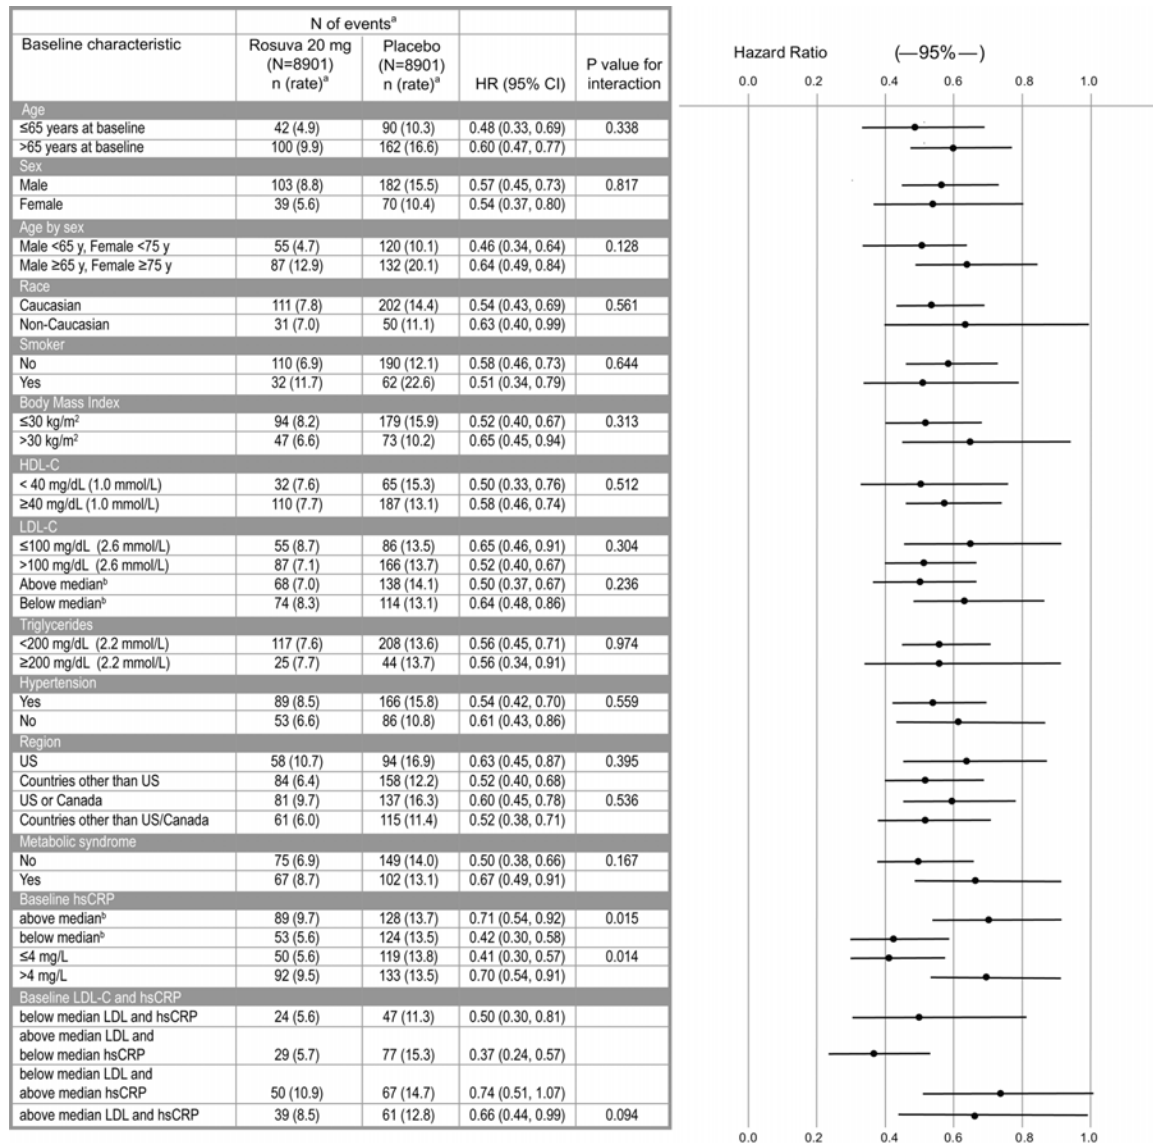 N of eventsᵃ
Baseline characteristic Rosuva 20 mg Placebo
(N=8901) (N=8901) P value for
n (rate)ᵃ n (rate)ᵃ HR (95% CI) interaction
Hazard Ratio (—95%—)
0.0 0.2 0.4 0.6 0.8 1.0
Age
≤65 years at baseline 42 (4.9) 90 (10.3) 0.48 (0.33, 0.69) 0.338
>65 years at baseline 100 (9.9) 162 (16.6) 0.60 (0.47, 0.77)
Sex
Male 103 (8.8) 182 (15.5) 0.57 (0.45, 0.73) 0.817
Female 39 (5.6) 70 (10.4) 0.54 (0.37, 0.80)
Age by sex
Male <65 y, Female <75 y 55 (4.7) 120 (10.1) 0.46 (0.34, 0.64) 0.128
Male ≥65 y, Female ≥75 y 87 (12.9) 132 (20.1) 0.64 (0.49, 0.84)
Race
Caucasian 111 (7.8) 202 (14.4) 0.54 (0.43, 0.69) 0.561
Non-Caucasian 31 (7.0) 50 (11.1) 0.63 (0.40, 0.99)
Smoker
No 110 (6.9) 190 (12.1) 0.58 (0.46, 0.73) 0.644
Yes 32 (11.7) 62 (22.6) 0.51 (0.34, 0.79)
Body Mass Index
≤30 kg/m² 94 (8.2) 179 (15.9) 0.52 (0.40, 0.67) 0.313
>30 kg/m² 47 (6.6) 73 (10.2) 0.65 (0.45, 0.94)
HDL-C
< 40 mg/dL (1.0 mmol/L) 32 (7.6) 65 (15.3) 0.50 (0.33, 0.76) 0.512
≥40 mg/dL (1.0 mmol/L) 110 (7.7) 187 (13.1) 0.58 (0.46, 0.74)
LDL-C
≤100 mg/dL (2.6 mmol/L) 55 (8.7) 86 (13.5) 0.65 (0.46, 0.91) 0.304
>100 mg/dL (2.6 mmol/L) 87 (7.1) 166 (13.7) 0.52 (0.40, 0.67)
Above medianᵇ 68 (7.0) 138 (14.1) 0.50 (0.37, 0.67) 0.236
Below medianᵇ 74 (8.3) 114 (13.1) 0.64 (0.48, 0.86)
Triglycerides
<200 mg/dL (2.2 mmol/L) 117 (7.6) 208 (13.6) 0.56 (0.45, 0.71) 0.974
≥200 mg/dL (2.2 mmol/L) 25 (7.7) 44 (13.7) 0.56 (0.34, 0.91)
Hypertension
Yes 89 (8.5) 166 (15.8) 0.54 (0.42, 0.70) 0.559
No 53 (6.6) 86 (10.8) 0.61 (0.43, 0.86)
Region
US 58 (10.7) 94 (16.9) 0.63 (0.45, 0.87) 0.395
Countries other than US 84 (6.4) 158 (12.2) 0.52 (0.40, 0.68)
US or Canada 81 (9.7) 137 (16.3) 0.60 (0.45, 0.78) 0.536
Countries other than US/Canada 61 (6.0) 115 (11.4) 0.52 (0.38, 0.71)
Metabolic syndrome
No 75 (6.9) 149 (14.0) 0.50 (0.38, 0.66) 0.167
Yes 67 (8.7) 102 (13.1) 0.67 (0.49, 0.91)
Baseline hsCRP
above medianᵇ 89 (9.7) 128 (13.7) 0.71 (0.54, 0.92) 0.015
below medianᵇ 53 (5.6) 124 (13.5) 0.42 (0.30, 0.58)
≤4 mg/L 50 (5.6) 119 (13.8) 0.41 (0.30, 0.57) 0.014
>4 mg/L 92 (9.5) 133 (13.5) 0.70 (0.54, 0.91)
Baseline LDL-C and hsCRP
below median LDL and hsCRP 24 (5.6) 47 (11.3) 0.50 (0.30, 0.81)
above median LDL and
below median hsCRP 29 (5.7) 77 (15.3) 0.37 (0.24, 0.57)
below median LDL and
above median hsCRP 50 (10.9) 67 (14.7) 0.74 (0.51, 1.07)
above median LDL and hsCRP 39 (8.5) 61 (12.8) 0.66 (0.44, 0.99) 0.094
0.0 0.2 0.4 0.6 0.8 1.0